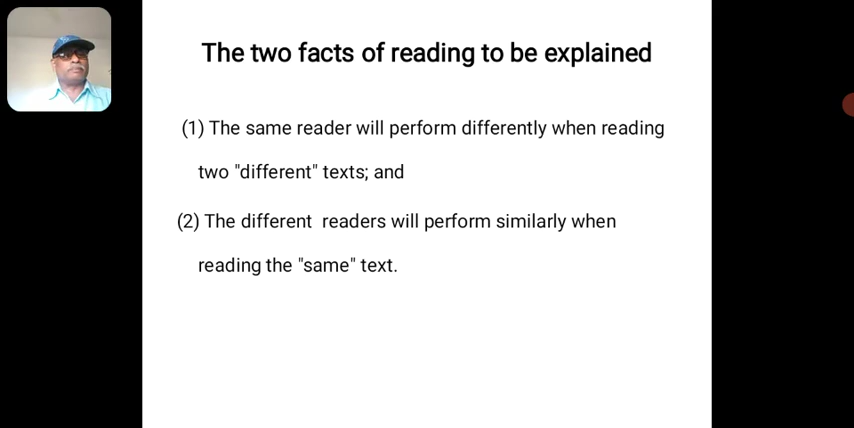 The two facts of reading to be explained
(1) The same reader will perform differently when reading
two "different" texts; and
(2) The different readers will perform similarly when
reading the "same" text.